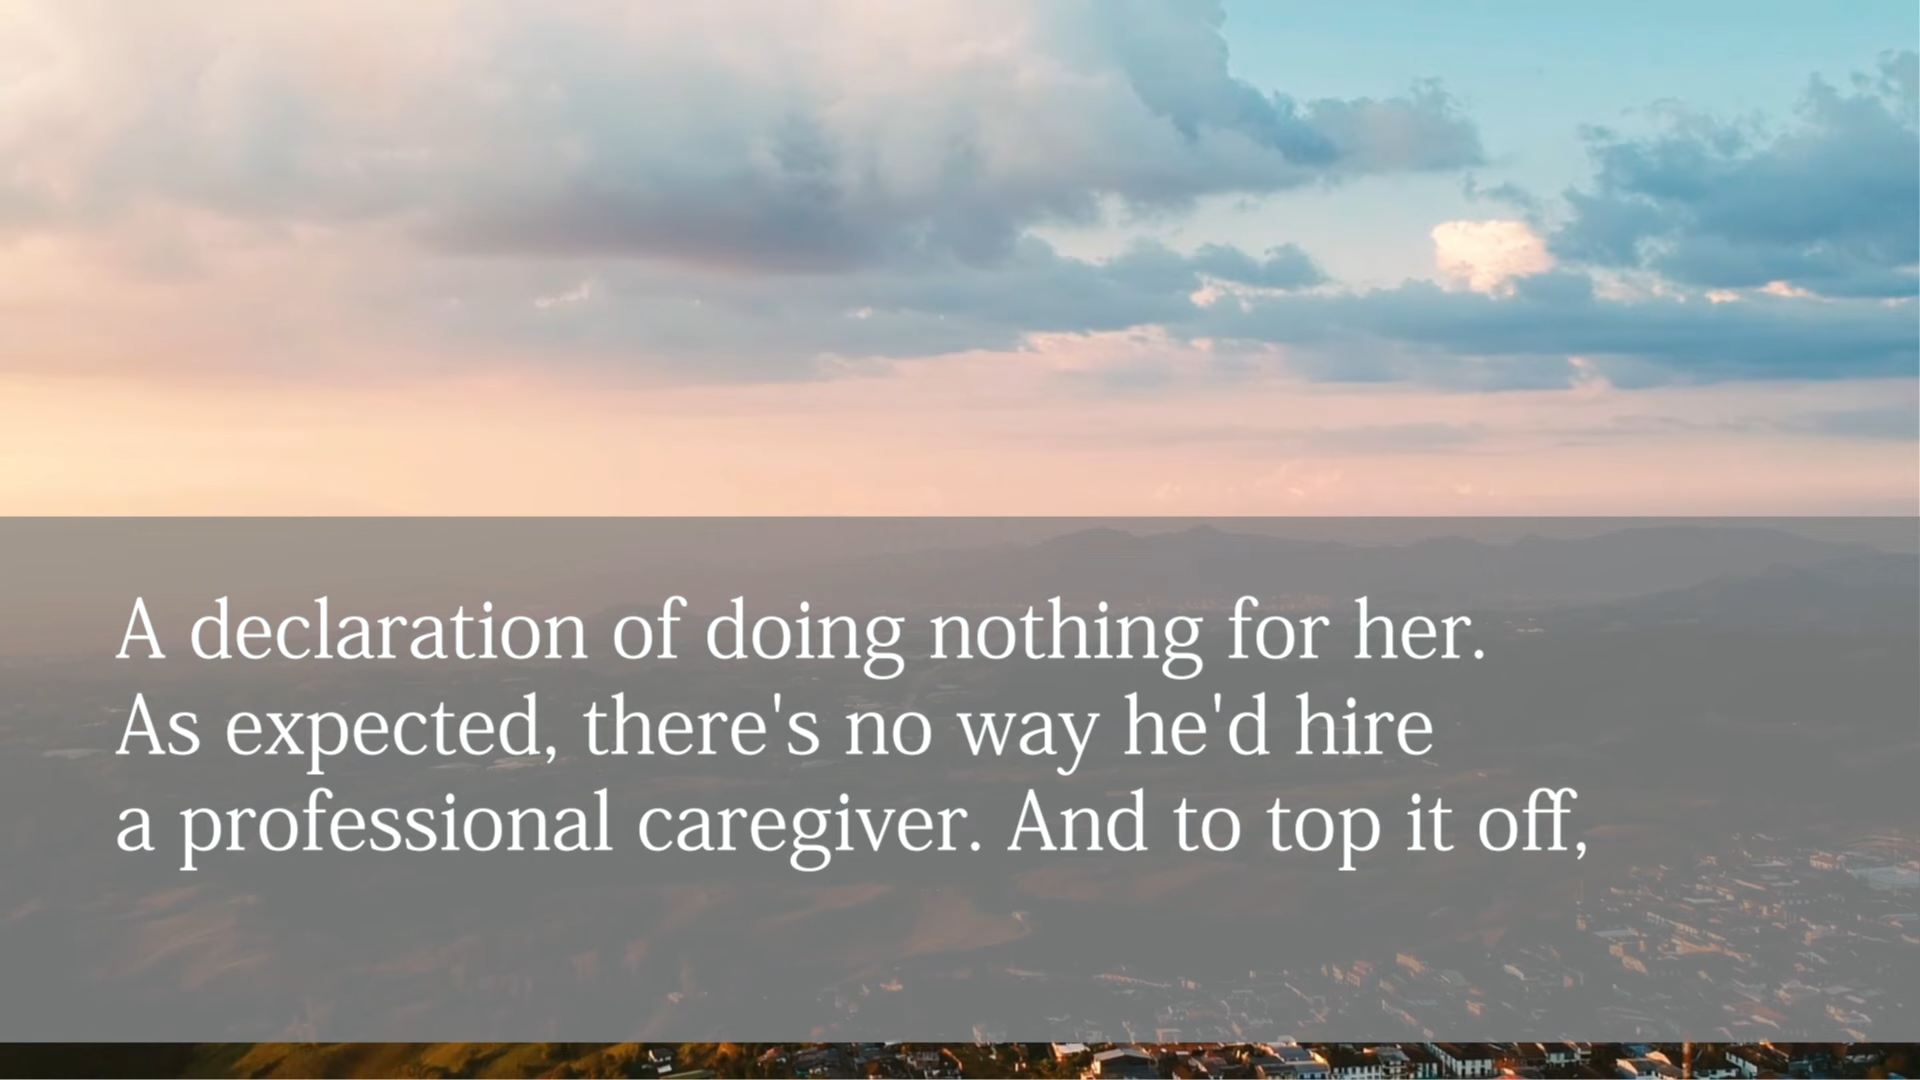 A declaration of doing nothing for her.
As expected, there's no way he'd hire
a professional caregiver. And to top it off,